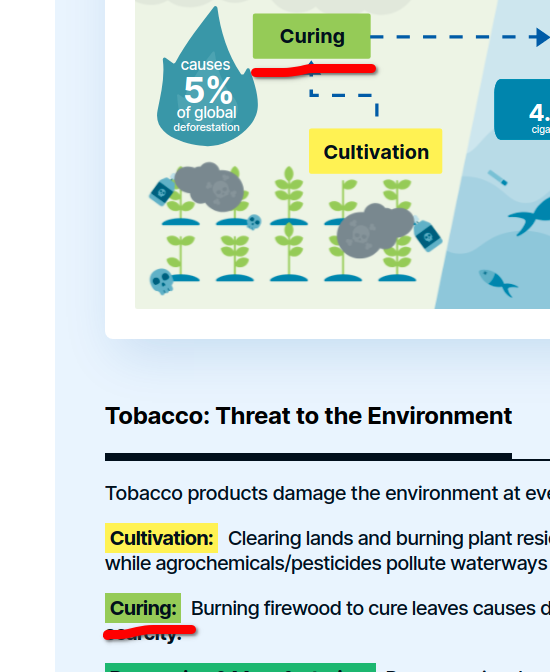 Curing
causes
5%
of global
deforestation
4.
ciga
Cultivation
Tobacco: Threat to the Environment
Tobacco products damage the environment at eve
Cultivation: Clearing lands and burning plant resi
while agrochemicals/pesticides pollute waterways
Curing: Burning firewood to cure leaves causes d